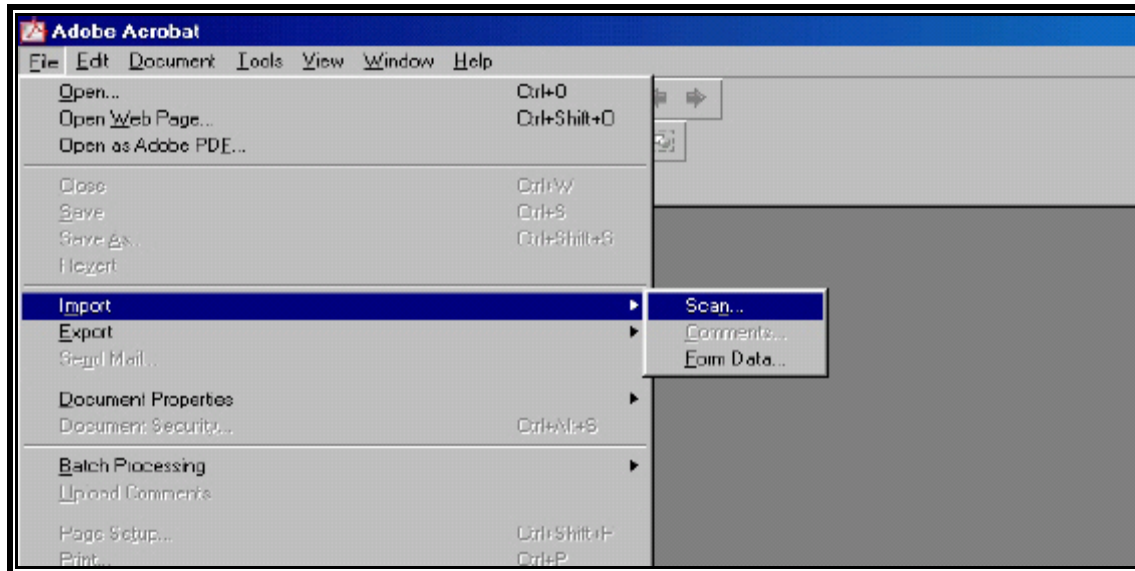 Adobe Acrobat
File Edit Document Tools View Window Help
Open... Ctrl+O
Open Web Page... Ctrl+Shift+O
Open as Adobe PDF...
Close Ctrl+W
Save Ctrl+S
Save As... Ctrl+Shift+S
Revert
Import Scan...
Export Comments...
Send Mail... Form Data...
Document Properties
Document Security... Ctrl+Alt+S
Batch Processing
Upload Comments
Page Setup... Ctrl+Shift+P
Print... Ctrl+P